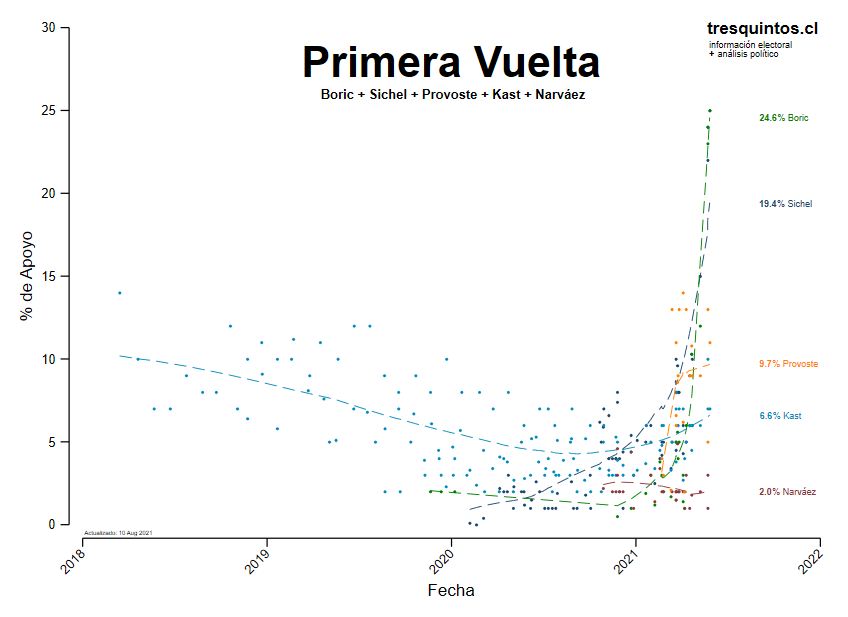 tresquintos.cl
información electoral
+ análisis político
Primera Vuelta
Boric + Sichel + Provoste + Kast + Narváez
% de Apoyo
30
25
20
15
10
5
0
24.6% Boric
19.4% Sichel
9.7% Provoste
6.6% Kast
2.0% Narváez
Actualizado: 10 Aug 2021
2018
2019
2020
2021
2022
Fecha